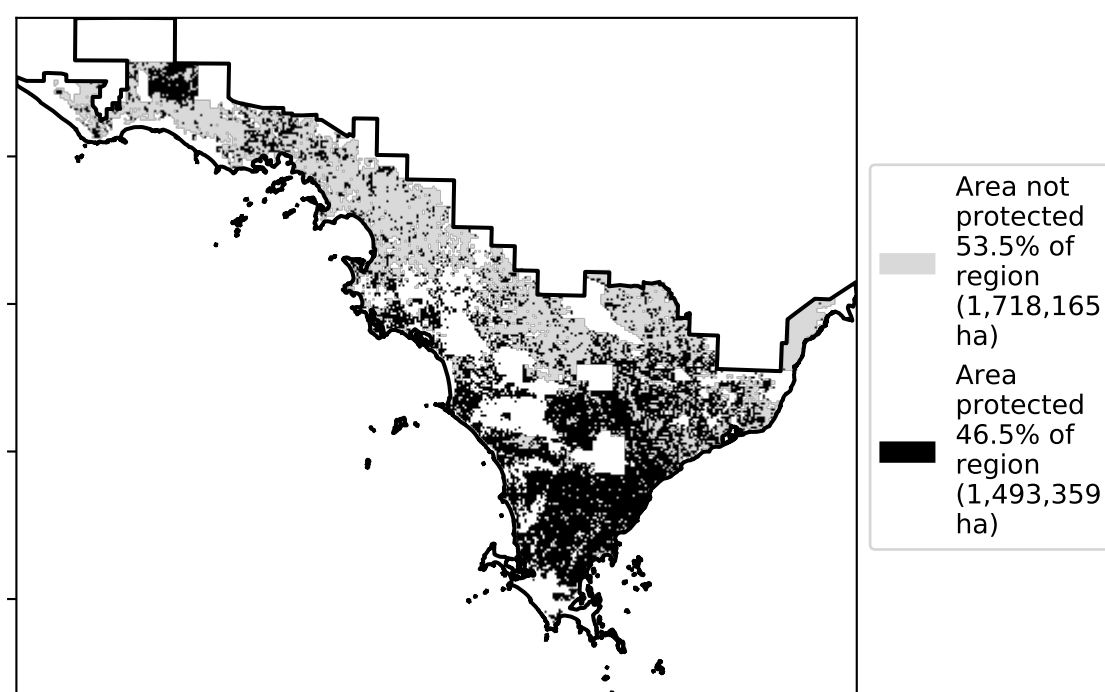 Area not
protected
53.5% of
region
(1,718,165
ha)
Area
protected
46.5% of
region
(1,493,359
ha)